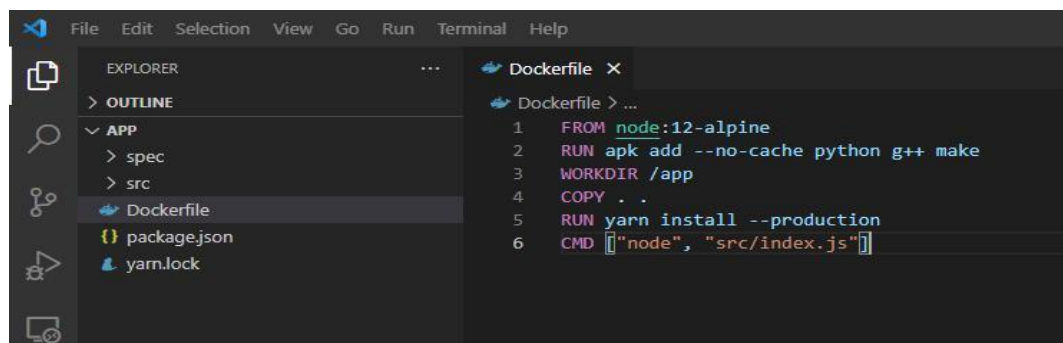 File Edit Selection View Go Run Terminal Help
EXPLORER ...
> OUTLINE
APP
> spec
> src
Dockerfile
{} package.json
yarn.lock
Dockerfile ×
Dockerfile > ...
1 FROM node:12-alpine
2 RUN apk add --no-cache python g++ make
3 WORKDIR /app
4 COPY . .
5 RUN yarn install --production
6 CMD ["node", "src/index.js"]